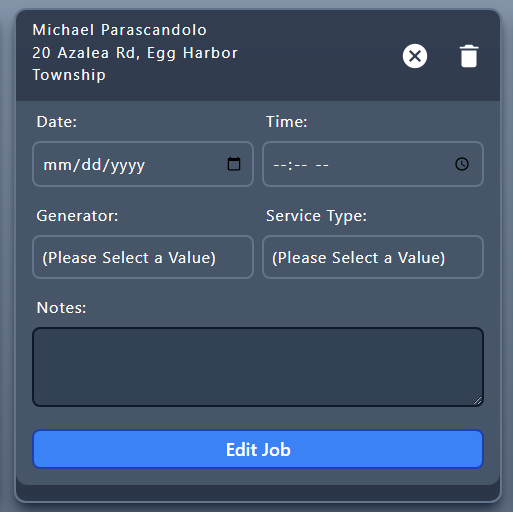 Michael Parascandolo
20 Azalea Rd, Egg Harbor
Township
Date:
Time:
mm/dd/yyyy
--:-- --
Generator:
Service Type:
(Please Select a Value)
(Please Select a Value)
Notes:
Edit Job